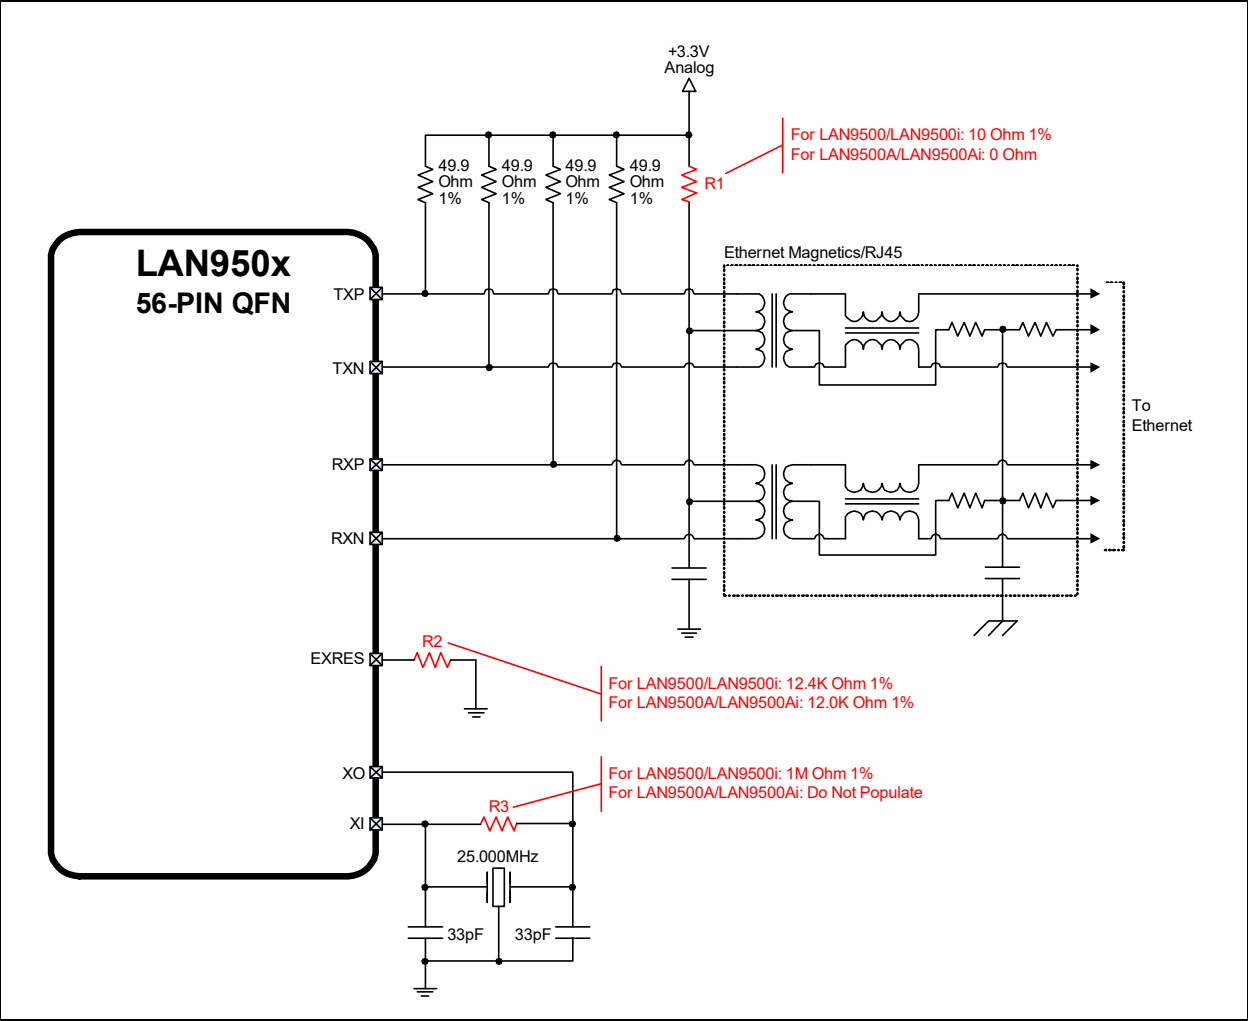 +3.3V
Analog
For LAN9500/LAN9500i: 10 Ohm 1%
For LAN9500A/LAN9500Ai: 0 Ohm
49.9
Ohm
1%
49.9
Ohm
1%
49.9
Ohm
1%
49.9
Ohm
1%
R1
Ethernet Magnetics/RJ45
LAN950x
56-PIN QFN
TXP
TXN
RXP
RXN
To
Ethernet
EXRES
R2
For LAN9500/LAN9500i: 12.4K Ohm 1%
For LAN9500A/LAN9500Ai: 12.0K Ohm 1%
XO
XI
R3
For LAN9500/LAN9500i: 1M Ohm 1%
For LAN9500A/LAN9500Ai: Do Not Populate
25.000MHz
33pF
33pF